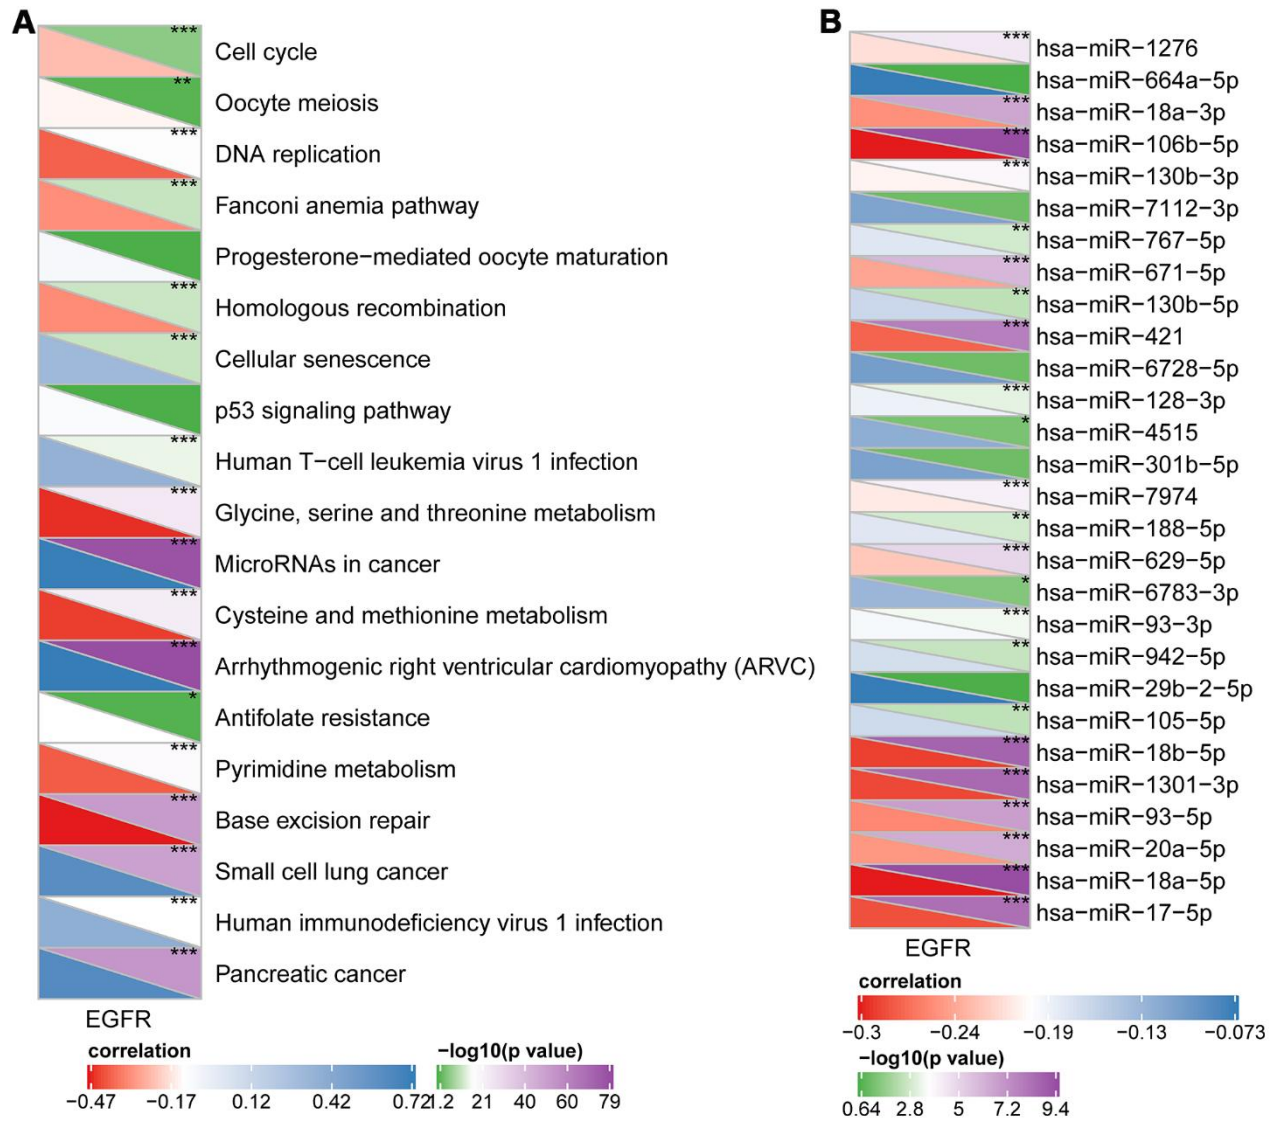 A
***
Cell cycle
**
Oocyte meiosis
***
DNA replication
***
Fanconi anemia pathway
Progesterone−mediated oocyte maturation
***
Homologous recombination
***
Cellular senescence
p53 signaling pathway
***
Human T−cell leukemia virus 1 infection
***
Glycine, serine and threonine metabolism
***
MicroRNAs in cancer
***
Cysteine and methionine metabolism
***
Arrhythmogenic right ventricular cardiomyopathy (ARVC)
*
Antifolate resistance
***
Pyrimidine metabolism
***
Base excision repair
***
Small cell lung cancer
***
Human immunodeficiency virus 1 infection
***
Pancreatic cancer
EGFR
correlation
−0.47 −0.17 0.12 0.42 0.72
−log10(p value)
1.2 21 40 60 79
B
***
hsa−miR−1276
hsa−miR−664a−5p
***
hsa−miR−18a−3p
***
hsa−miR−106b−5p
***
hsa−miR−130b−3p
hsa−miR−7112−3p
**
hsa−miR−767−5p
***
hsa−miR−671−5p
**
hsa−miR−130b−5p
***
hsa−miR−421
hsa−miR−6728−5p
***
hsa−miR−128−3p
*
hsa−miR−4515
hsa−miR−301b−5p
***
hsa−miR−7974
**
hsa−miR−188−5p
***
hsa−miR−629−5p
*
hsa−miR−6783−3p
***
hsa−miR−93−3p
**
hsa−miR−942−5p
hsa−miR−29b−2−5p
**
hsa−miR−105−5p
***
hsa−miR−18b−5p
***
hsa−miR−1301−3p
***
hsa−miR−93−5p
***
hsa−miR−20a−5p
***
hsa−miR−18a−5p
***
hsa−miR−17−5p
EGFR
correlation
−0.3 −0.24 −0.19 −0.13 −0.073
−log10(p value)
0.64 2.8 5 7.2 9.4